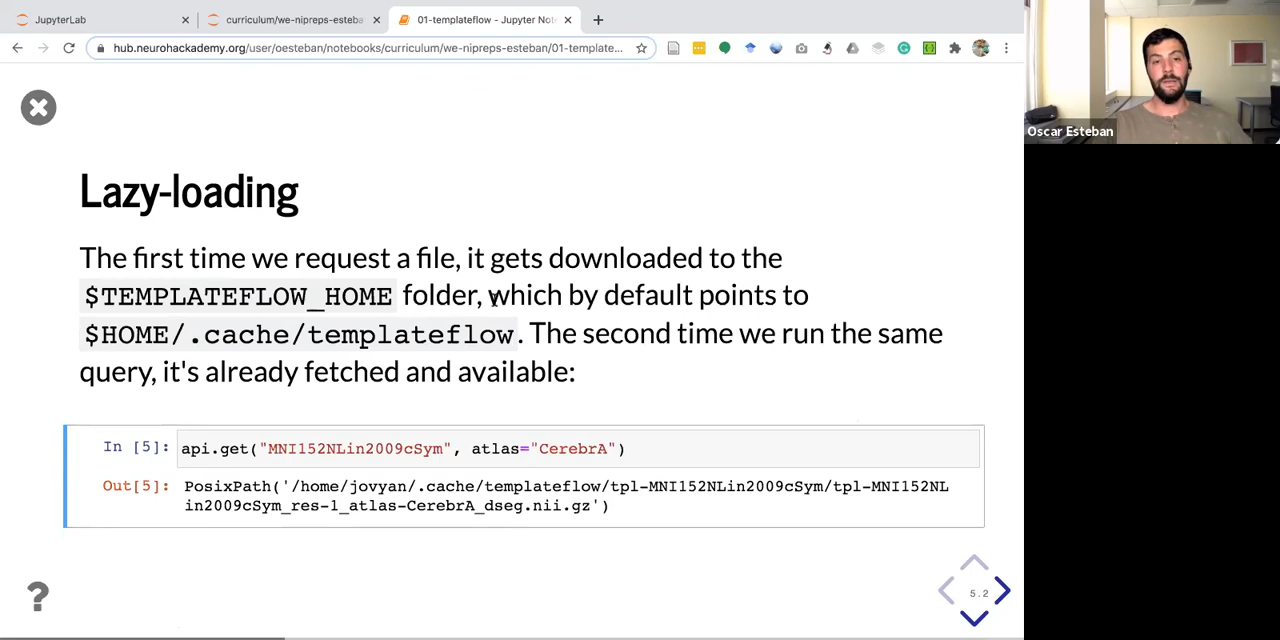 JupyterLab
curriculum/we-nipreps-esteba
01-templateflow - Jupyter Not
hub.neurohackademy.org/user/oesteban/notebooks/curriculum/we-nipreps-esteban/01-template...
Oscar Esteban
Lazy-loading
The first time we request a file, it gets downloaded to the
$TEMPLATEFLOW_HOME folder, which by default points to
$HOME/.cache/templateflow. The second time we run the same
query, it's already fetched and available:
In [5]: api.get("MNI152NLin2009cSym", atlas="CerebrA")
Out[5]: PosixPath('/home/jovyan/.cache/templateflow/tpl-MNI152NLin2009cSym/tpl-MNI152NL
in2009cSym_res-1_atlas-CerebrA_dseg.nii.gz')
?
5.2